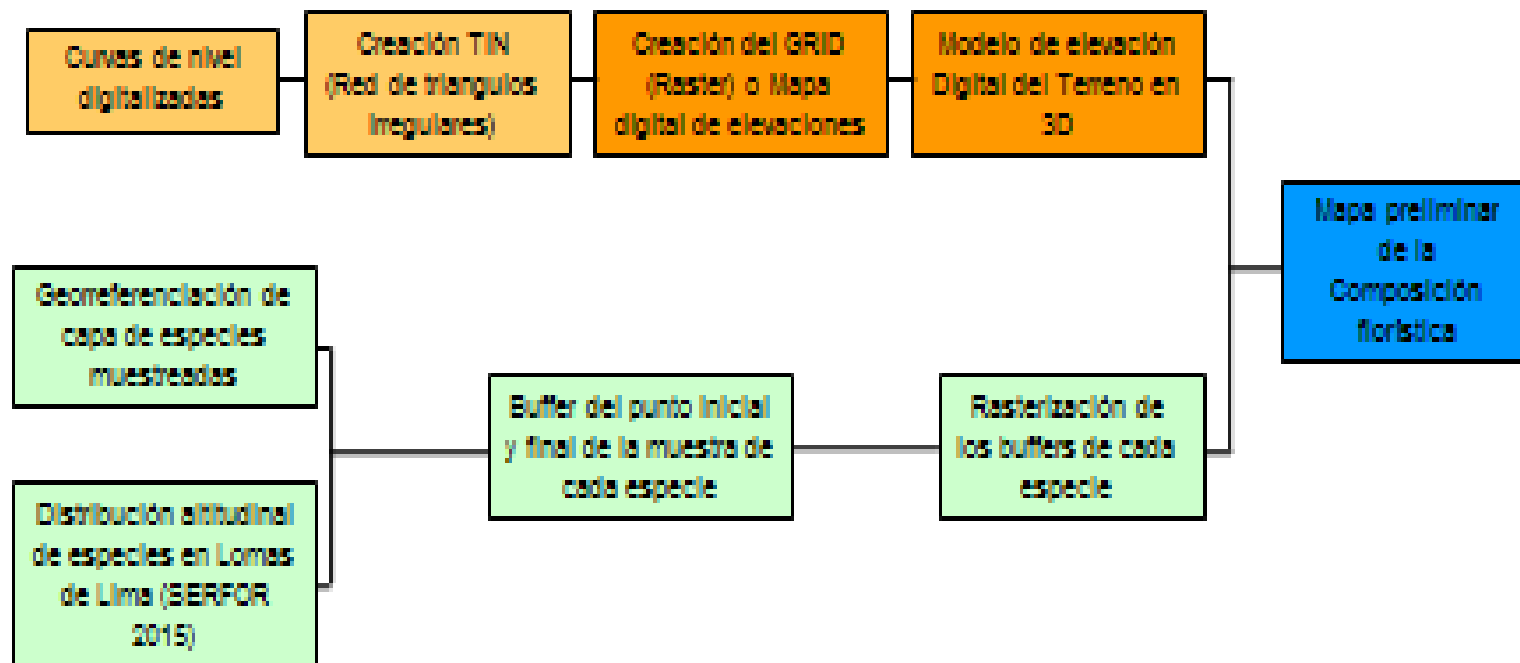 Curvas de nivel
digitalizadas
Creación TIN
(Red de triangulos
irregulares)
Creación del GRID
(Raster) o Mapa
digital de elevaciones
Modelo de elevación
Digital del Terreno en
3D
Mapa preliminar
de la
Composición
florística
Georreferenciación de
capa de especies
muestreadas
Buffer del punto inicial
y final de la muestra de
cada especie
Rasterización de
los buffers de cada
especie
Distribución altitudinal
de especies en Lomas
de Lima (SERFOR
2015)